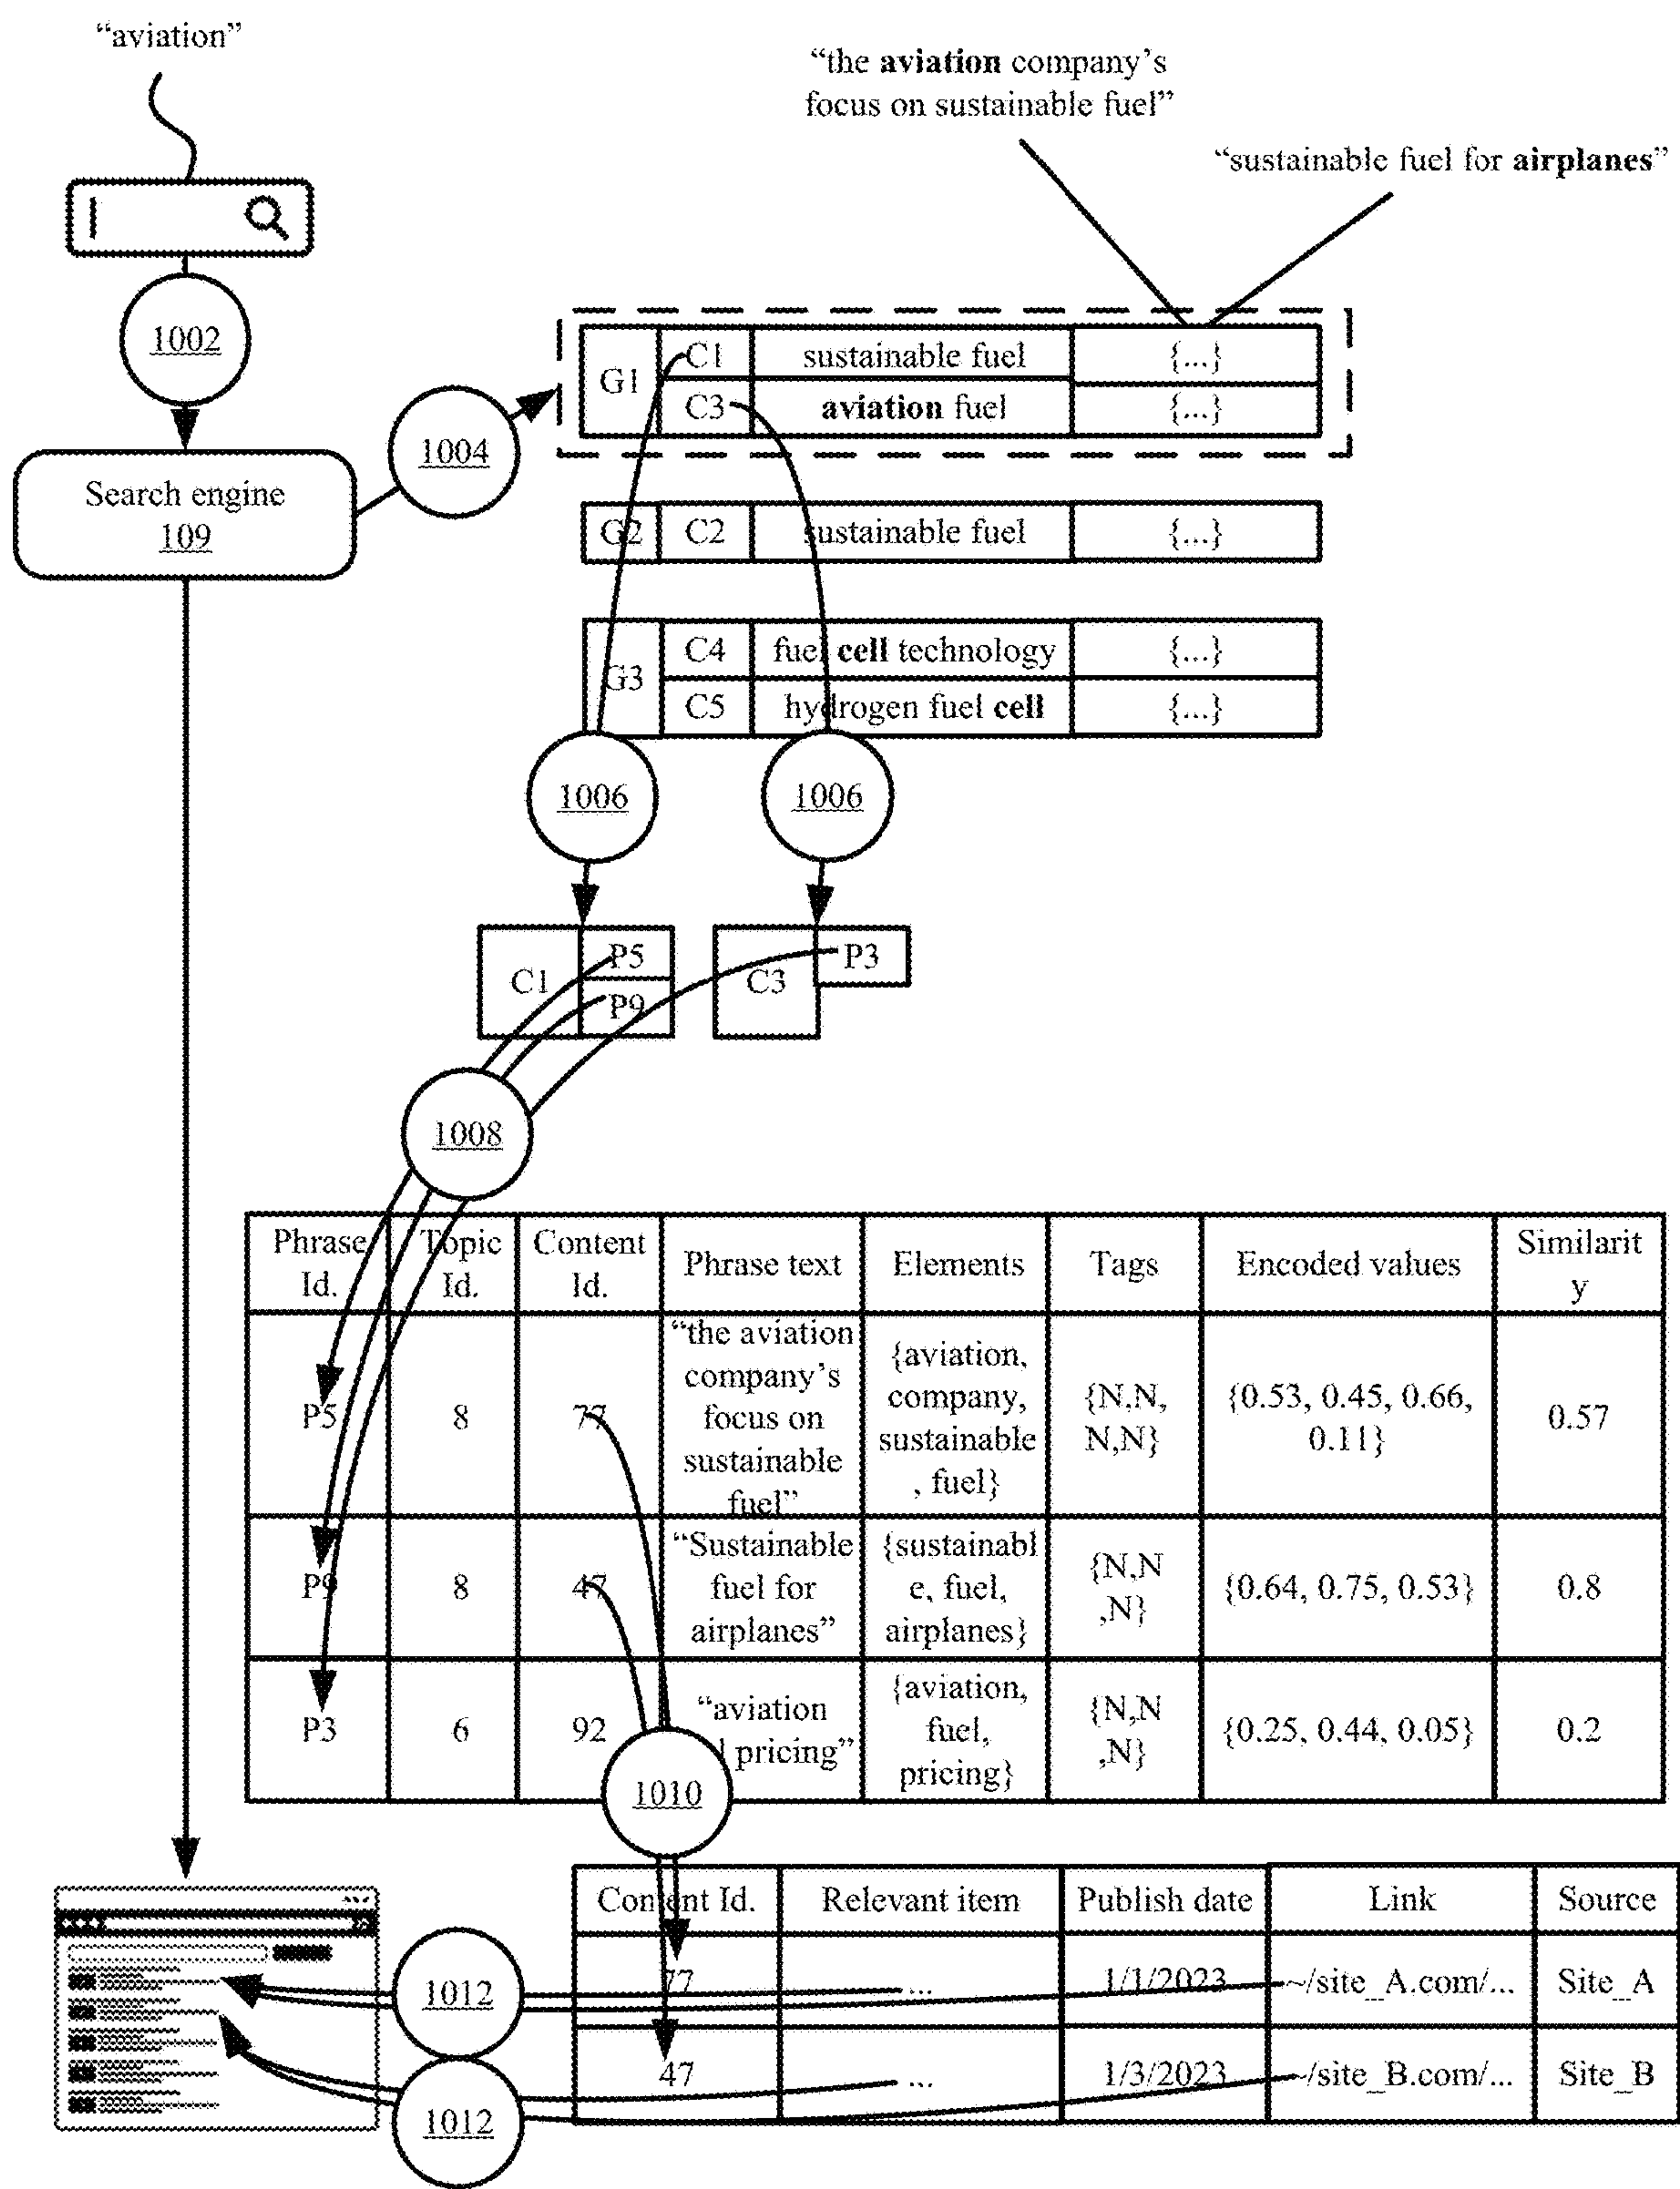 “aviation”
“the aviation company’s
focus on sustainable fuel”
“sustainable fuel for airplanes”
1002
1004
G1
C1
sustainable fuel
{...}
C3
aviation fuel
{...}
Search engine
109
G2
C2
sustainable fuel
{...}
G3
C4
fuel cell technology
{...}
C5
hydrogen fuel cell
{...}
1006
1006
C1
P5
P9
C3
P3
1008
Phrase
Id.
Topic
Id.
Content
Id.
Phrase text
Elements
Tags
Encoded values
Similarit
y
P5
8
77
“the aviation
company’s
focus on
sustainable
fuel”
{aviation,
company,
sustainable
, fuel}
{N,N,
N,N}
{0.53, 0.45, 0.66,
0.11}
0.57
P9
8
47
“Sustainable
fuel for
airplanes”
{sustainabl
e, fuel,
airplanes}
{N,N
,N}
{0.64, 0.75, 0.53}
0.8
P3
6
92
“aviation
pricing”
{aviation,
fuel,
pricing}
{N,N
,N}
{0.25, 0.44, 0.05}
0.2
1010
Content Id.
Relevant item
Publish date
Link
Source
77
...
1/1/2023
~/site_A.com/...
Site_A
47
...
1/3/2023
~/site_B.com/...
Site_B
1012
1012